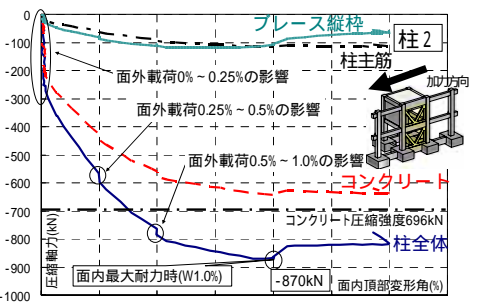 0
-100
-200
-300
-400
-500
-600
-700
-800
-900
-1000
圧縮軸力(kN)
ブレース縦枠
柱2
柱主筋
加力方向
面外載荷0%~0.25%の影響
面外載荷0.25%~0.5%の影響
面外載荷0.5%~1.0%の影響
コンクリート
コンクリート圧縮強度696kN
柱全体
面内最大耐力時(W1.0%)
-870kN
面内頂部変形角(%)